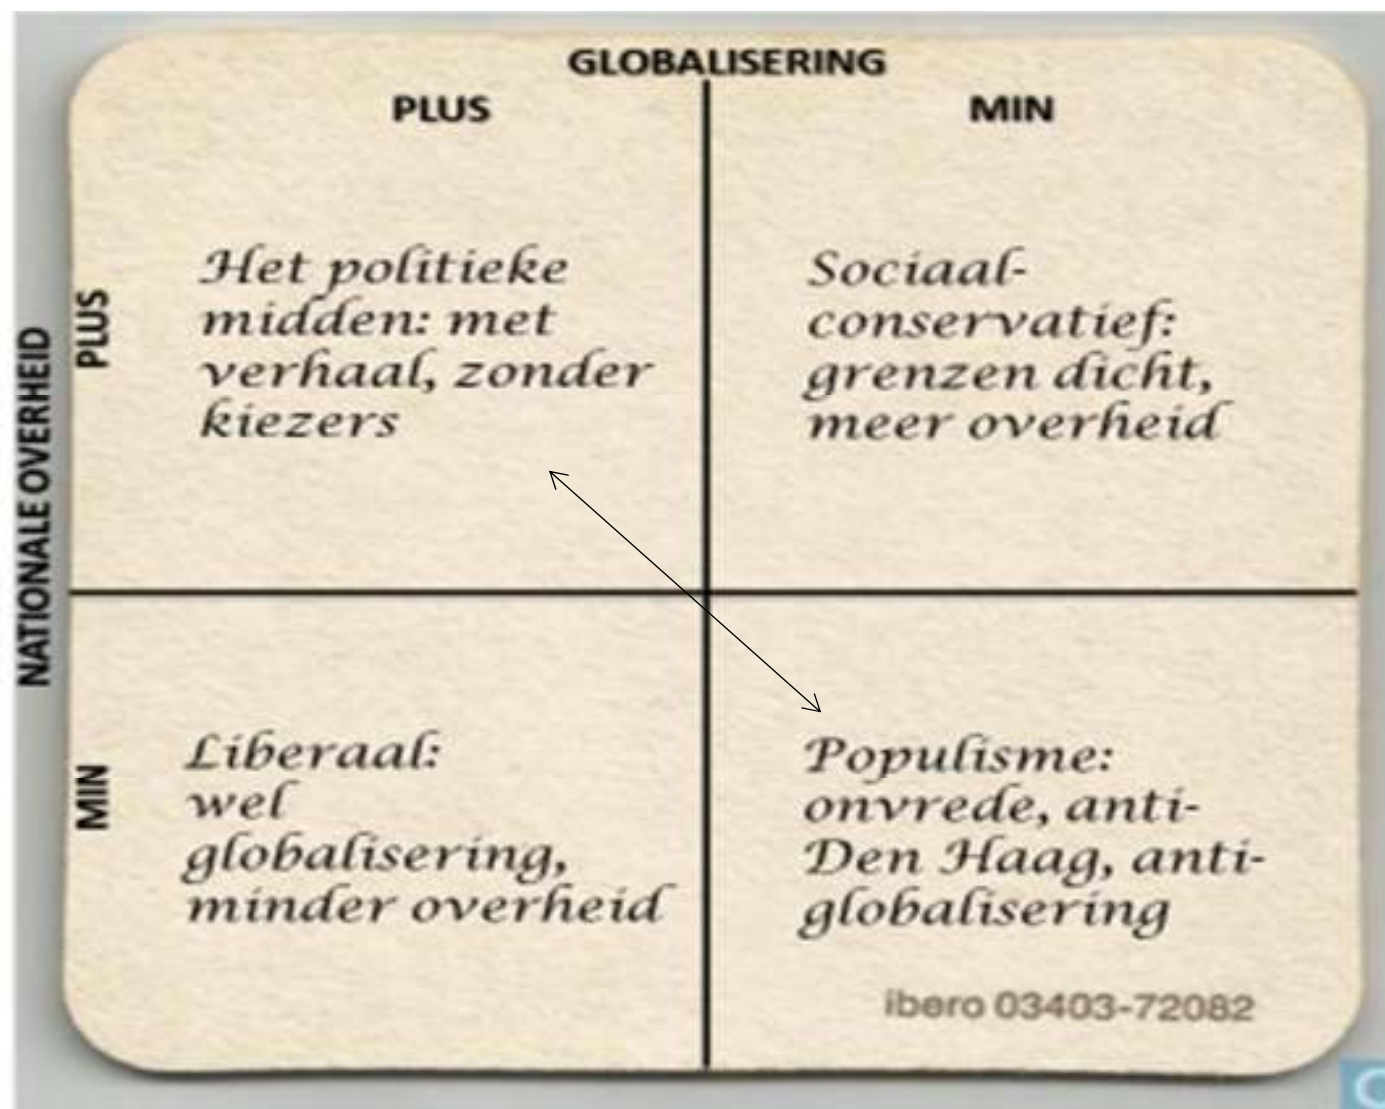 GLOBALISERING
PLUS
MIN
NATIONALE OVERHEID
PLUS
Het politieke
midden: met
verhaal, zonder
kiezers
Sociaal-
conservatief:
grenzen dicht,
meer overheid
MIN
Liberaal:
wel
globalisering,
minder overheid
Populisme:
onvrede, anti-
Den Haag, anti-
globalisering
ibero 03403-72082